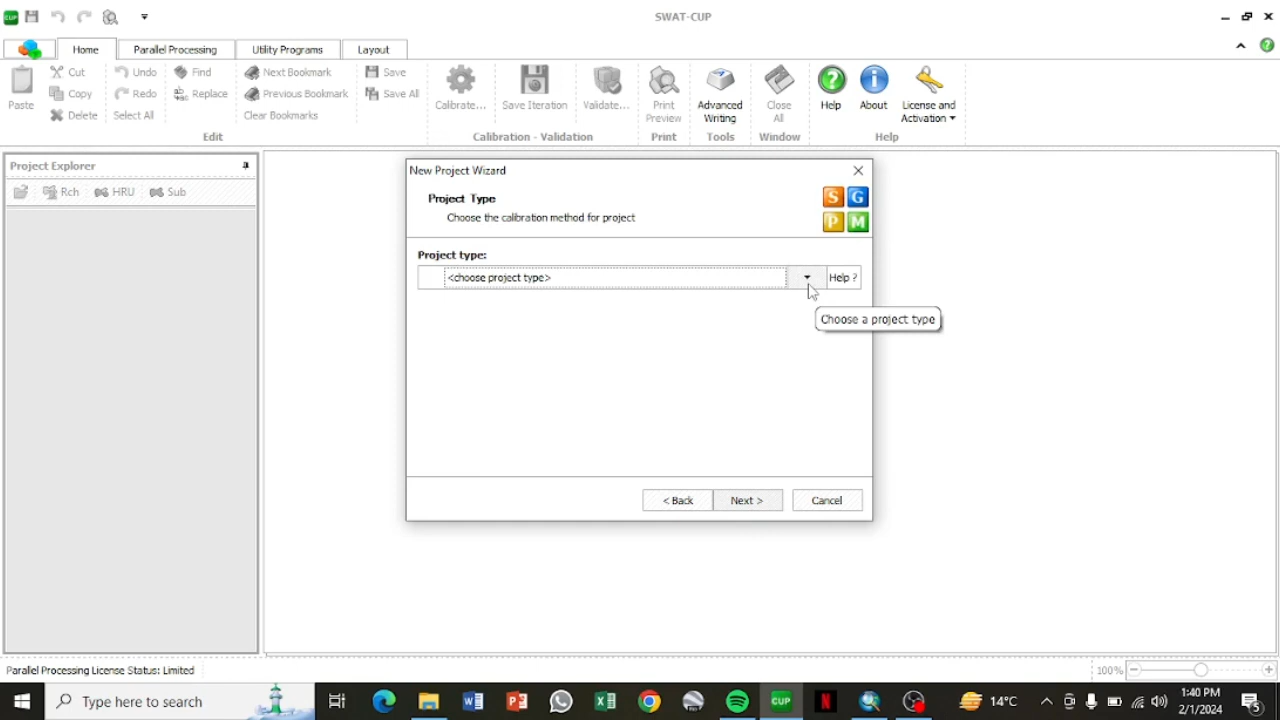 CUP
SWAT-CUP
Home Parallel Processing Utility Programs Layout
Paste Cut Copy Delete Undo Redo Select All Find Replace Next Bookmark Previous Bookmark Clear Bookmarks Save Save All Calibrate... Save Iteration Validate... Print Preview Advanced Writing Close All Help About License and Activation
Edit Calibration - Validation Print Tools Window Help
Project Explorer
Rch HRU Sub
New Project Wizard
Project Type
Choose the calibration method for project
S G
P M
Project type:
<choose project type> Help ?
Choose a project type
< Back Next > Cancel
Parallel Processing License Status: Limited 100%
Type here to search CUP 14°C 1:40 PM
2/1/2024 5